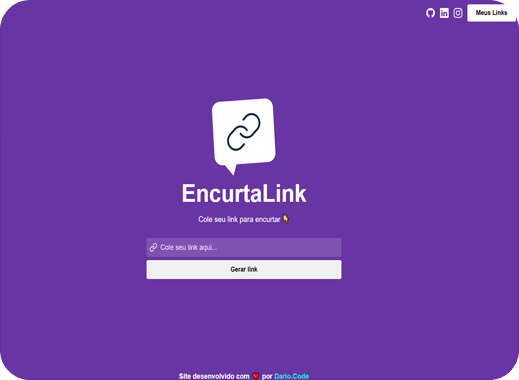 Meus Links
EncurtaLink
Cole seu link para encurtar 👇
Cole seu link aqui...
Gerar link
Site desenvolvido com ❤️ por Dario.Code